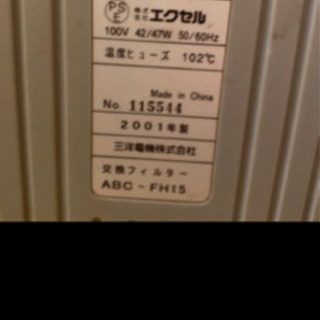 PS E 株式会社 エクセル
100V 42/47W 50/60Hz
温度ヒューズ 102℃
Made in China
No. 115544
2001年製
三洋電機株式会社
交換フィルター
ABC-FH15